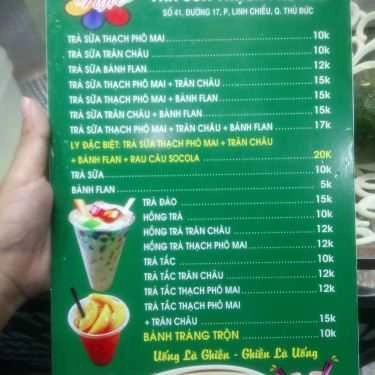 SỐ 41, ĐƯỜNG 17, P. LINH CHIỂU, Q. THỦ ĐỨC
TRÀ SỮA THẠCH PHÔ MAI 10k
TRÀ SỮA TRÂN CHÂU 10k
TRÀ SỮA BÁNH FLAN 12k
TRÀ SỮA THẠCH PHÔ MAI + TRÂN CHÂU 15k
TRÀ SỮA THẠCH PHÔ MAI + BÁNH FLAN 15k
TRÀ SỮA TRÂN CHÂU + BÁNH FLAN 15k
TRÀ SỮA THẠCH PHÔ MAI + TRÂN CHÂU + BÁNH FLAN 17k
LY ĐẶC BIỆT: TRÀ SỮA THẠCH PHÔ MAI + TRÂN CHÂU
+ BÁNH FLAN + RAU CÂU SOCOLA 20K
TRÀ SỮA 10k
BÁNH FLAN 5k
TRÀ ĐÀO 15k
HỒNG TRÀ 10k
HỒNG TRÀ TRÂN CHÂU 12k
HỒNG TRÀ THẠCH PHÔ MAI 12k
TRÀ TẮC 10k
TRÀ TẮC TRÂN CHÂU 12k
TRÀ TẮC THẠCH PHÔ MAI 12k
TRÀ TẮC THẠCH PHÔ MAI
+ TRÂN CHÂU 15k
BÁNH TRÁNG TRỘN 10k
Uống Là Ghiền - Ghiền Là Uống